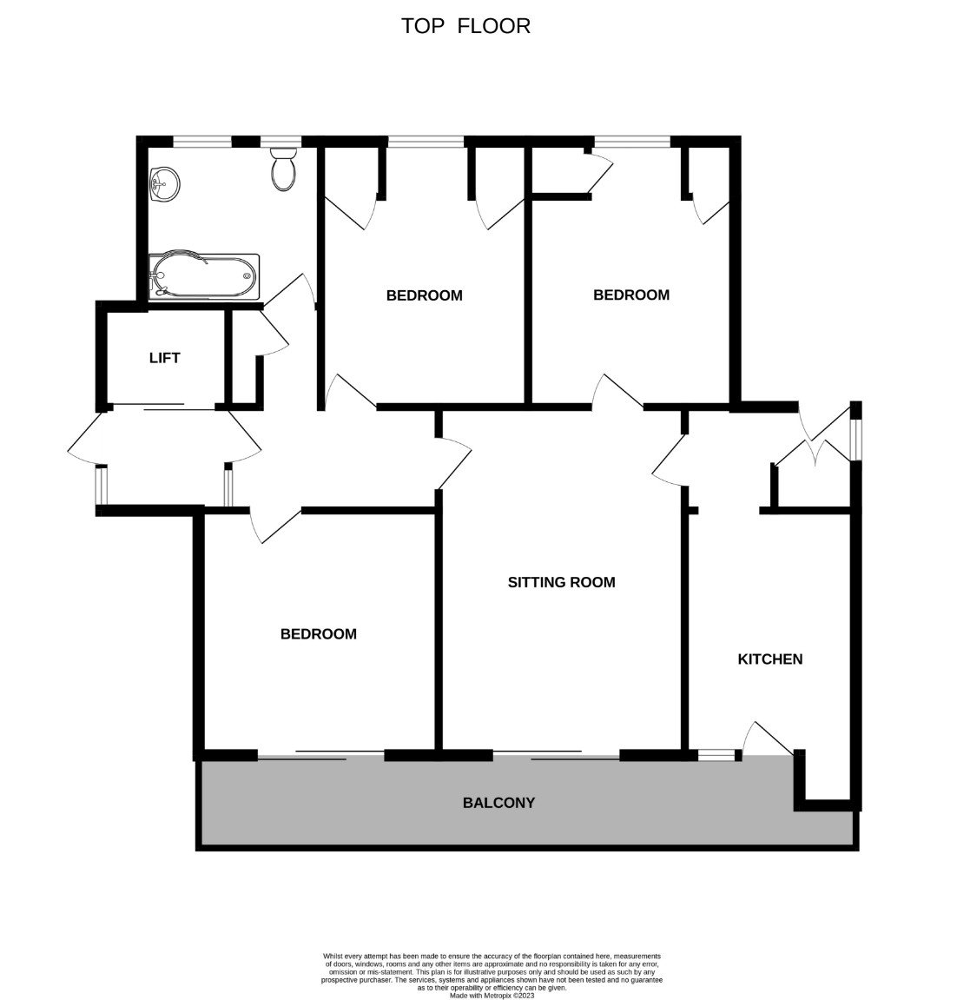 TOP FLOOR
BEDROOM
BEDROOM
LIFT
SITTING ROOM
BEDROOM
KITCHEN
BALCONY
Whilst every attempt has been made to ensure the accuracy of the floorplan contained here, measurements
of doors, windows, rooms and any other items are approximate and no responsibility is taken for any error,
omission or mis-statement. This plan is for illustrative purposes only and should be used as such by any
prospective purchaser. The services, systems and appliances shown have not been tested and no guarantee
as to their operability or efficiency can be given.
Made with Metropix ©2023